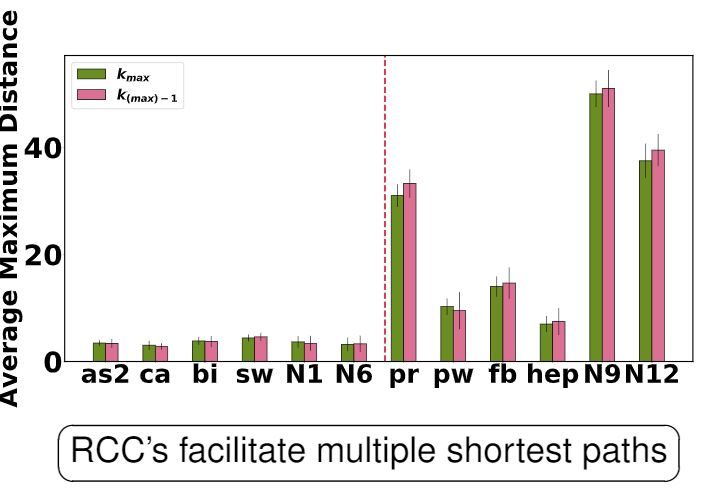 Average Maximum Distance
k_max
k_(max)−1
40
20
0
as2 ca bi sw N1 N6 pr pw fb hep N9 N12
RCC's facilitate multiple shortest paths